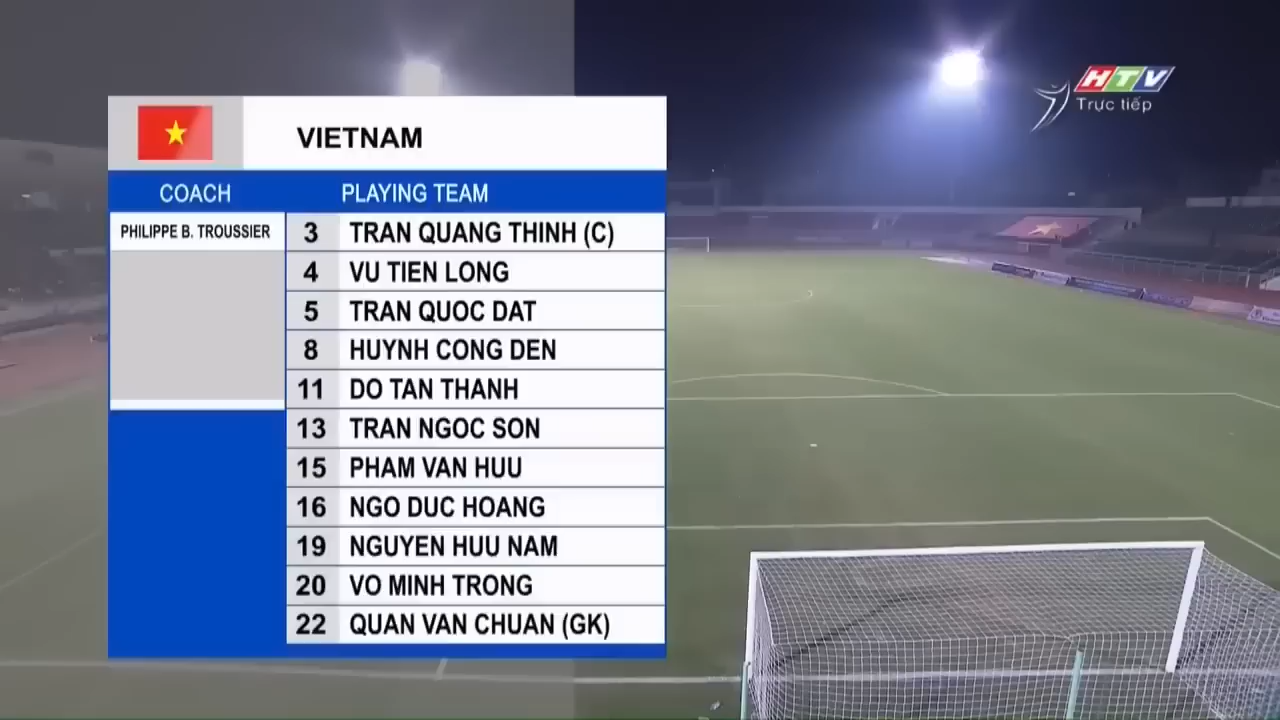 VIETNAM
COACH PLAYING TEAM
PHILIPPE B. TROUSSIER
3 TRAN QUANG THINH (C)
4 VU TIEN LONG
5 TRAN QUOC DAT
8 HUYNH CONG DEN
11 DO TAN THANH
13 TRAN NGOC SON
15 PHAM VAN HUU
16 NGO DUC HOANG
19 NGUYEN HUU NAM
20 VO MINH TRONG
22 QUAN VAN CHUAN (GK)
HTV
Trực tiếp